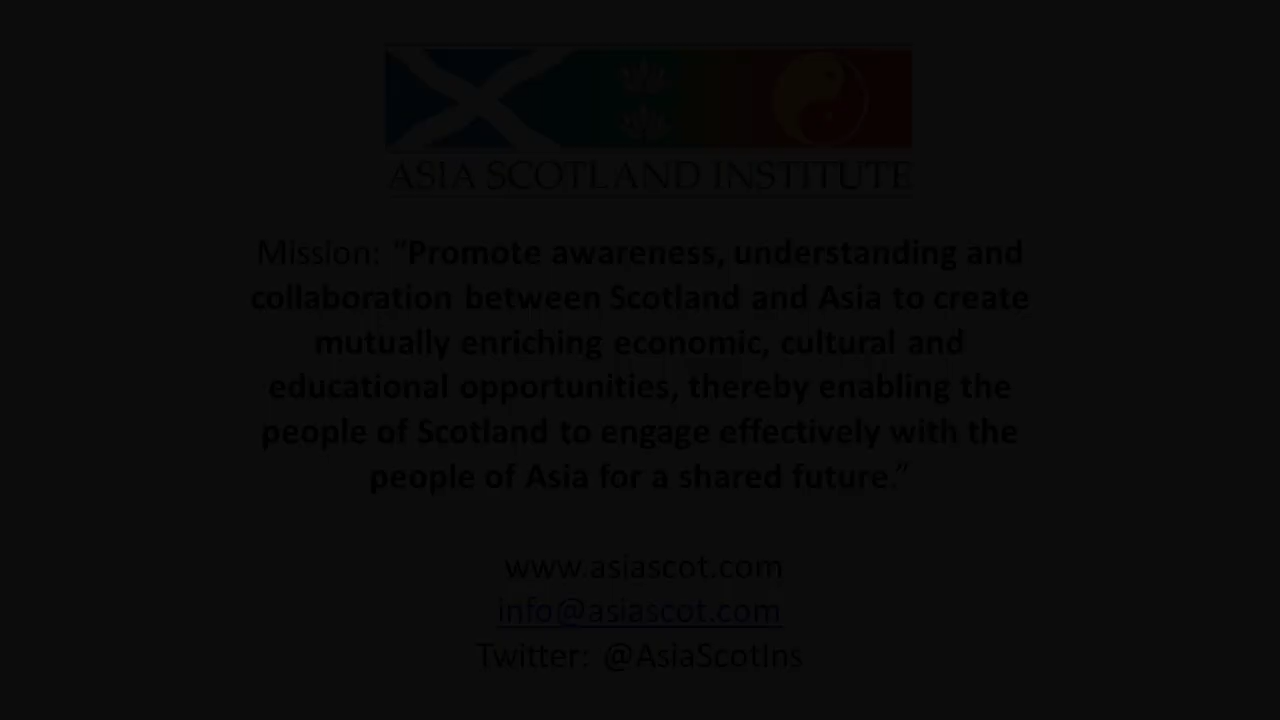 ASIA SCOTLAND INSTITUTE
Mission: “Promote awareness, understanding and
collaboration between Scotland and Asia to create
mutually enriching economic, cultural and
educational opportunities, thereby enabling the
people of Scotland to engage effectively with the
people of Asia for a shared future.”
www.asiascot.com
info@asiascot.com
Twitter: @AsiaScotIns